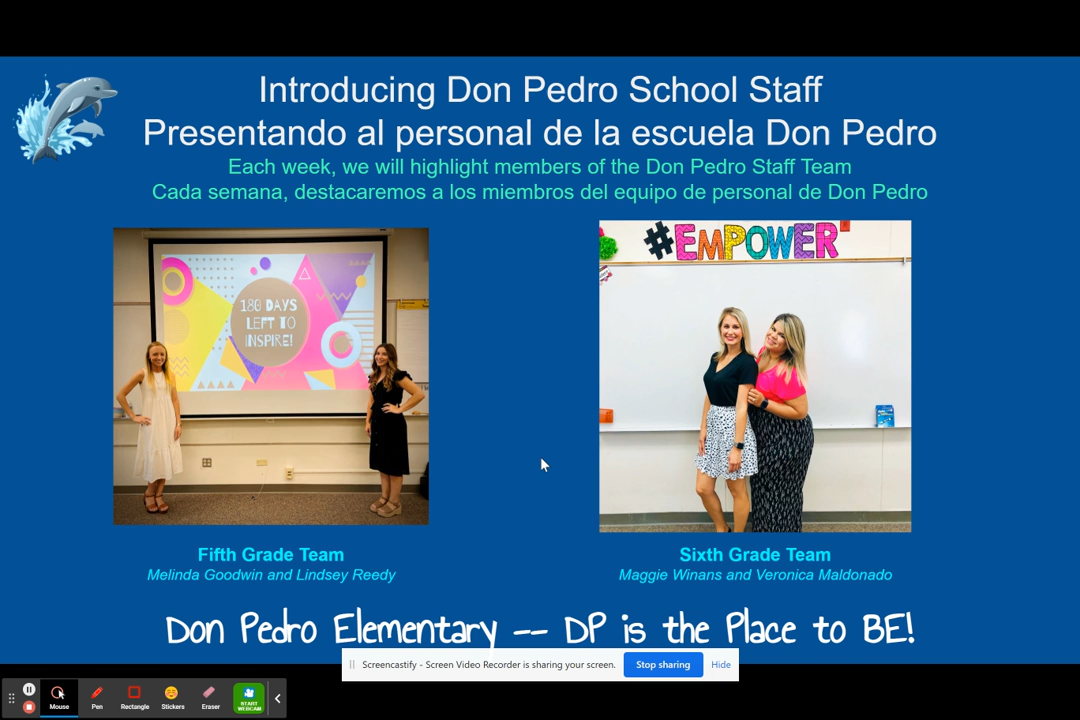 Introducing Don Pedro School Staff
Presentando al personal de la escuela Don Pedro
Each week, we will highlight members of the Don Pedro Staff Team
Cada semana, destacaremos a los miembros del equipo de personal de Don Pedro
180 DAYS
LEFT TO
INSPIRE!
#EMPOWER
Fifth Grade Team
Melinda Goodwin and Lindsey Reedy
Sixth Grade Team
Maggie Winans and Veronica Maldonado
Don Pedro Elementary -- DP is the Place to BE!
Screencastify - Screen Video Recorder is sharing your screen.
Stop sharing
Hide
Mouse
Pen
Rectangle
Stickers
Eraser
START
WEBCAM